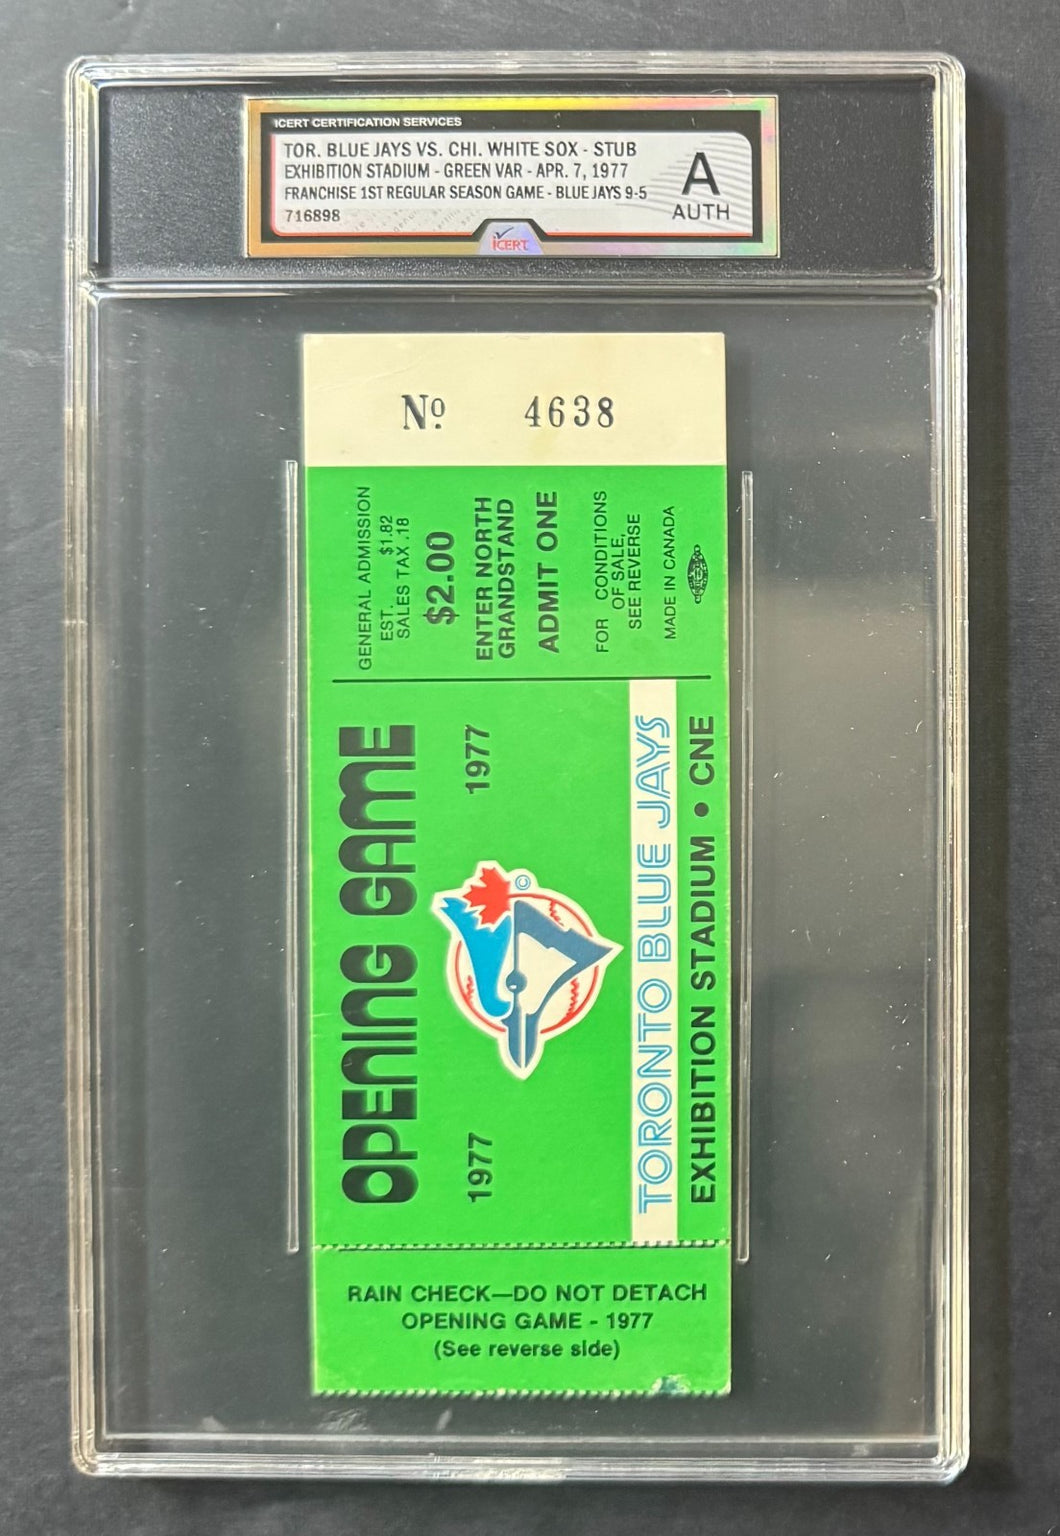 ICERT CERTIFICATION SERVICES
TOR. BLUE JAYS VS. CHI. WHITE SOX - STUB
EXHIBITION STADIUM - GREEN VAR - APR. 7, 1977
FRANCHISE 1ST REGULAR SEASON GAME - BLUE JAYS 9-5
716898
A
AUTH
iCERT
Nº 4638
GENERAL ADMISSION
EST. $1.82
SALES TAX .18
$2.00
ENTER NORTH
GRANDSTAND
ADMIT ONE
FOR CONDITIONS
OF SALE,
SEE REVERSE
MADE IN CANADA
OPENING GAME
1977 1977
©
TORONTO BLUE JAYS
EXHIBITION STADIUM • CNE
RAIN CHECK—DO NOT DETACH
OPENING GAME - 1977
(See reverse side)